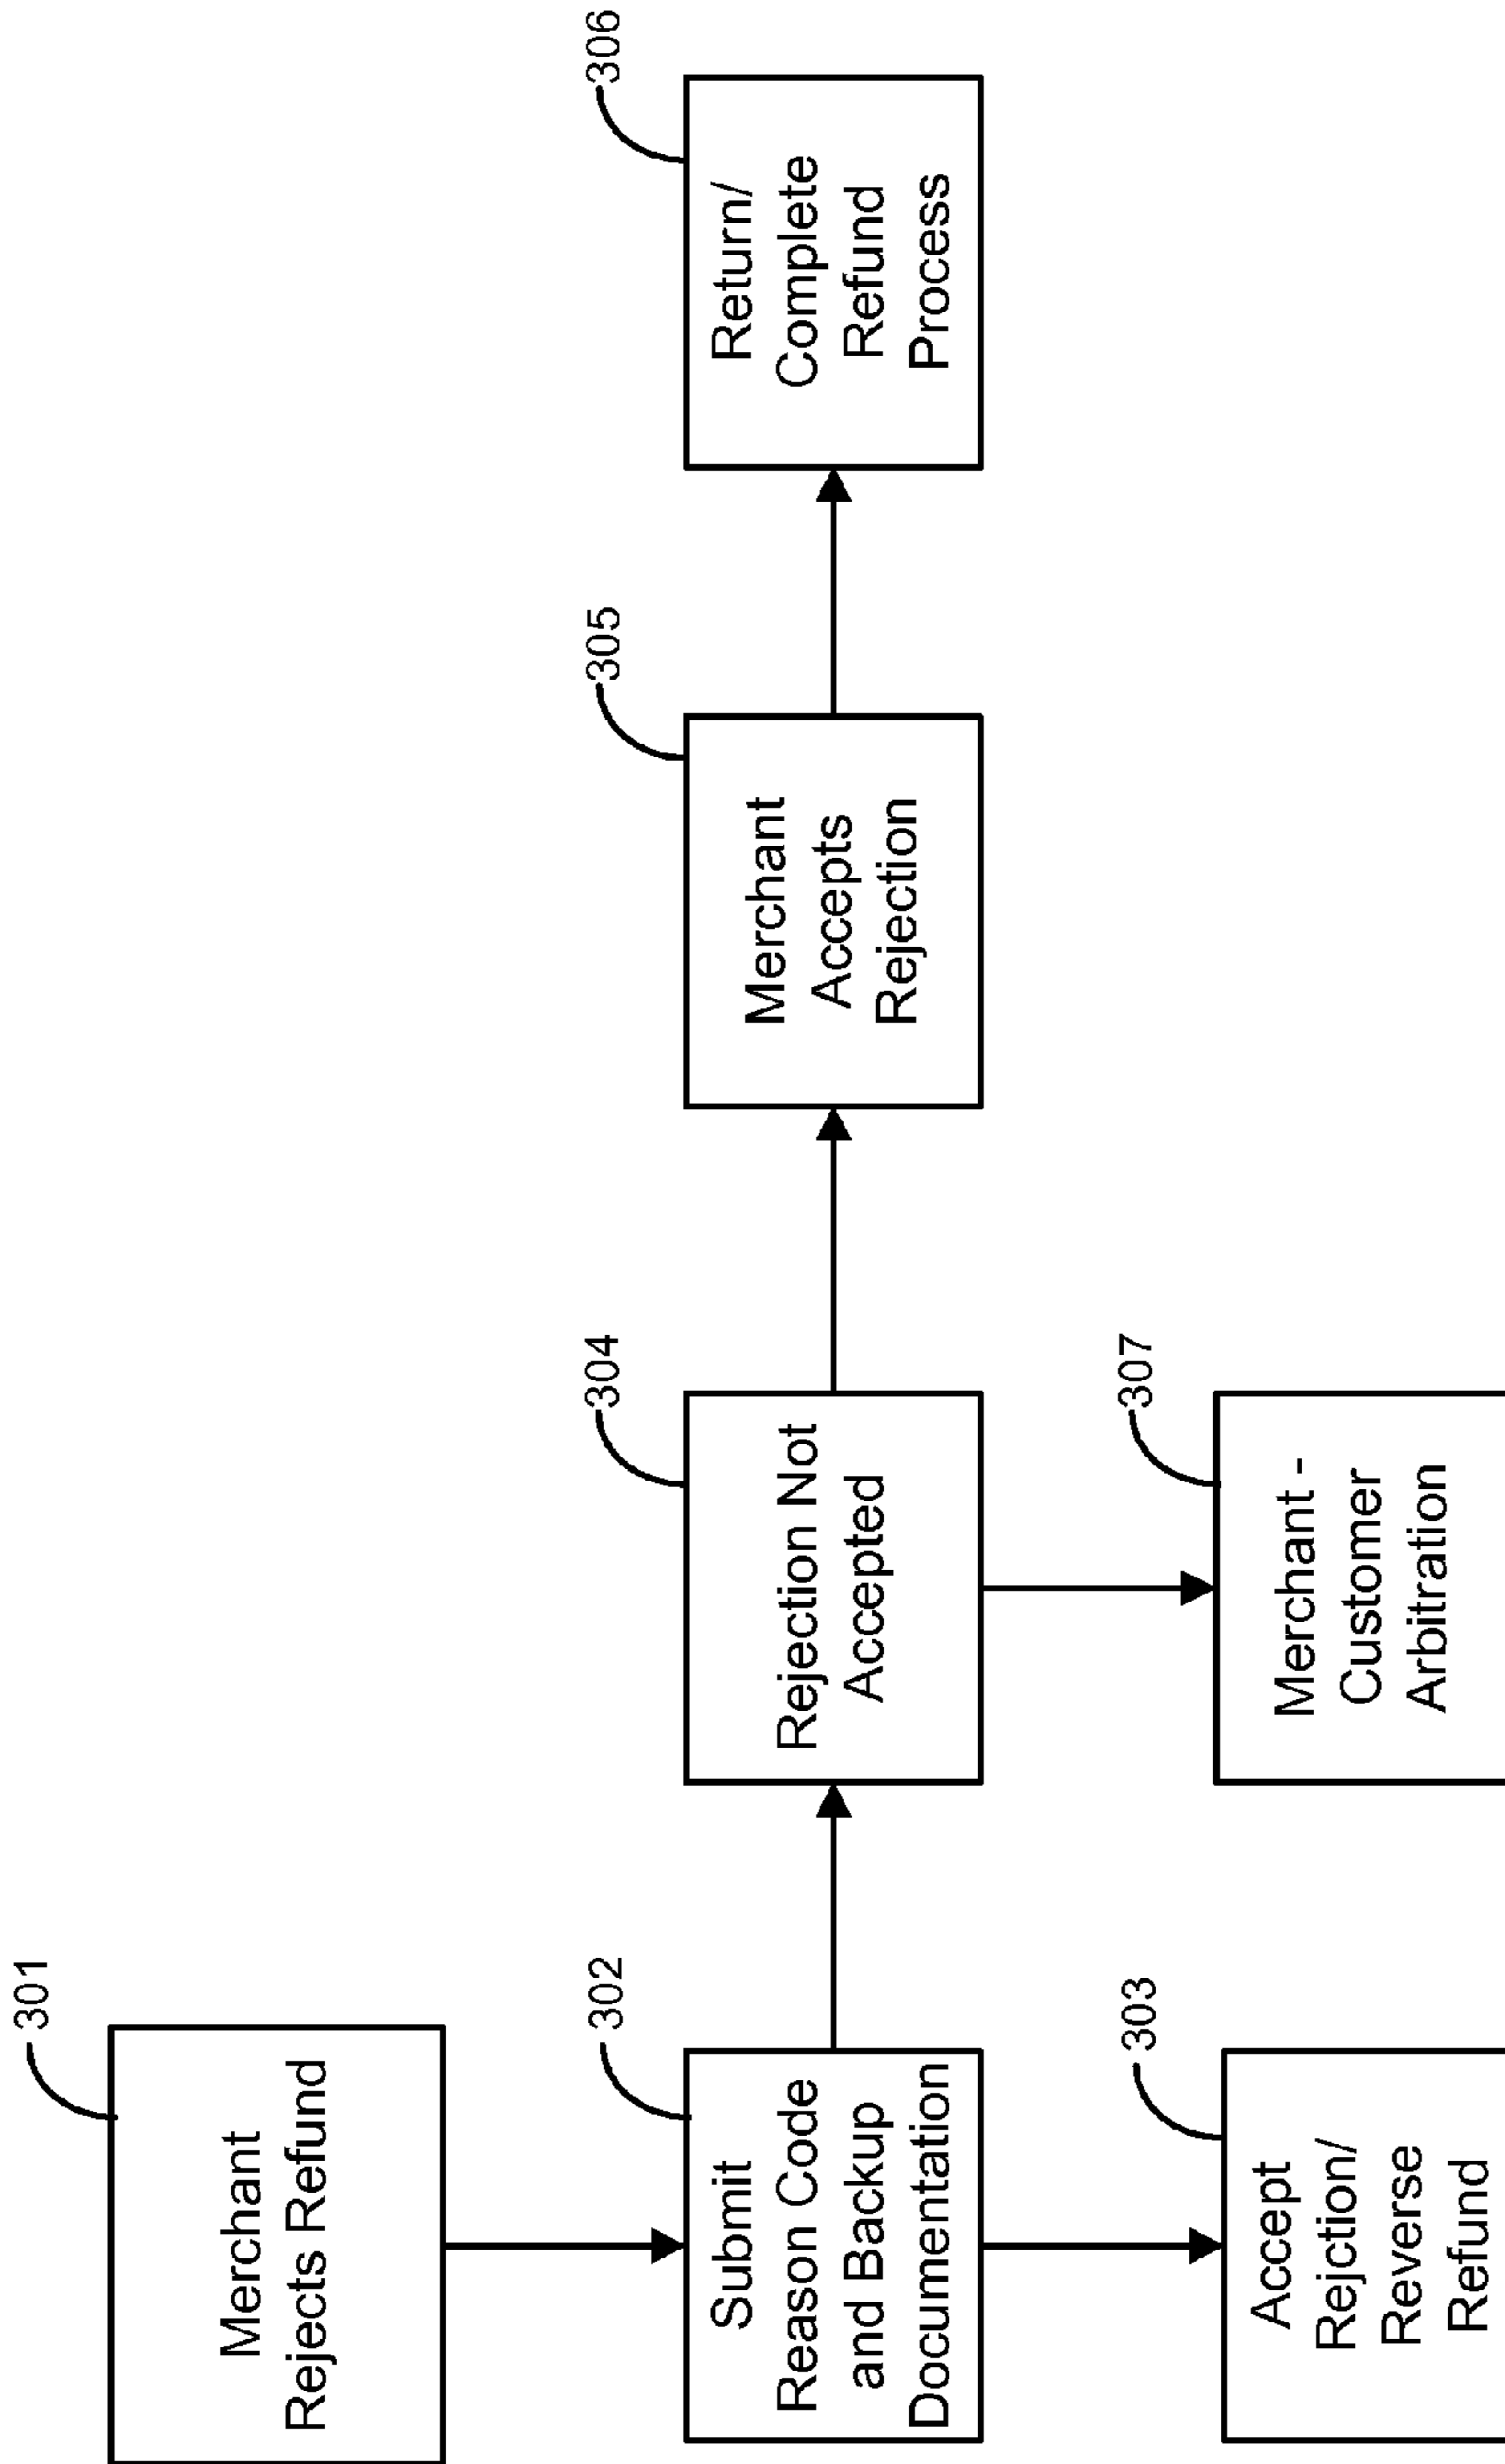 301
Merchant
Rejects Refund
302
Submit
Reason Code
and Backup
Documentation
304
Rejection Not
Accepted
305
Merchant
Accepts
Rejection
306
Return/
Complete
Refund
Process
303
Accept
Rejction/
Reverse
Refund
307
Merchant -
Customer
Arbitration